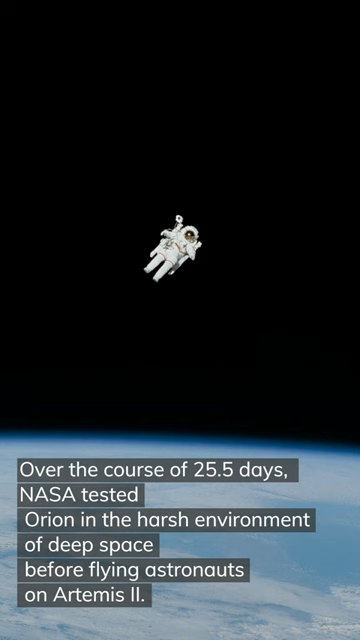 Over the course of 25.5 days,
NASA tested
Orion in the harsh environment
of deep space
before flying astronauts
on Artemis II.